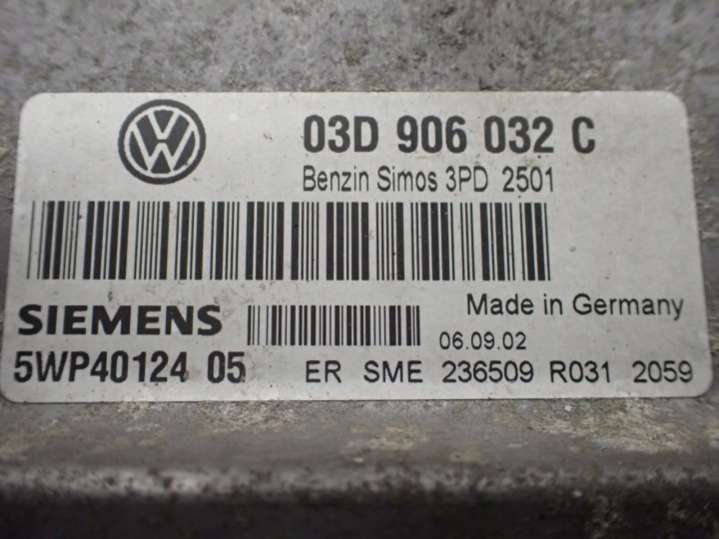 03D 906 032 C
Benzin Simos 3PD 2501
Made in Germany
SIEMENS
06.09.02
5WP40124 05 ER SME 236509 R031 2059